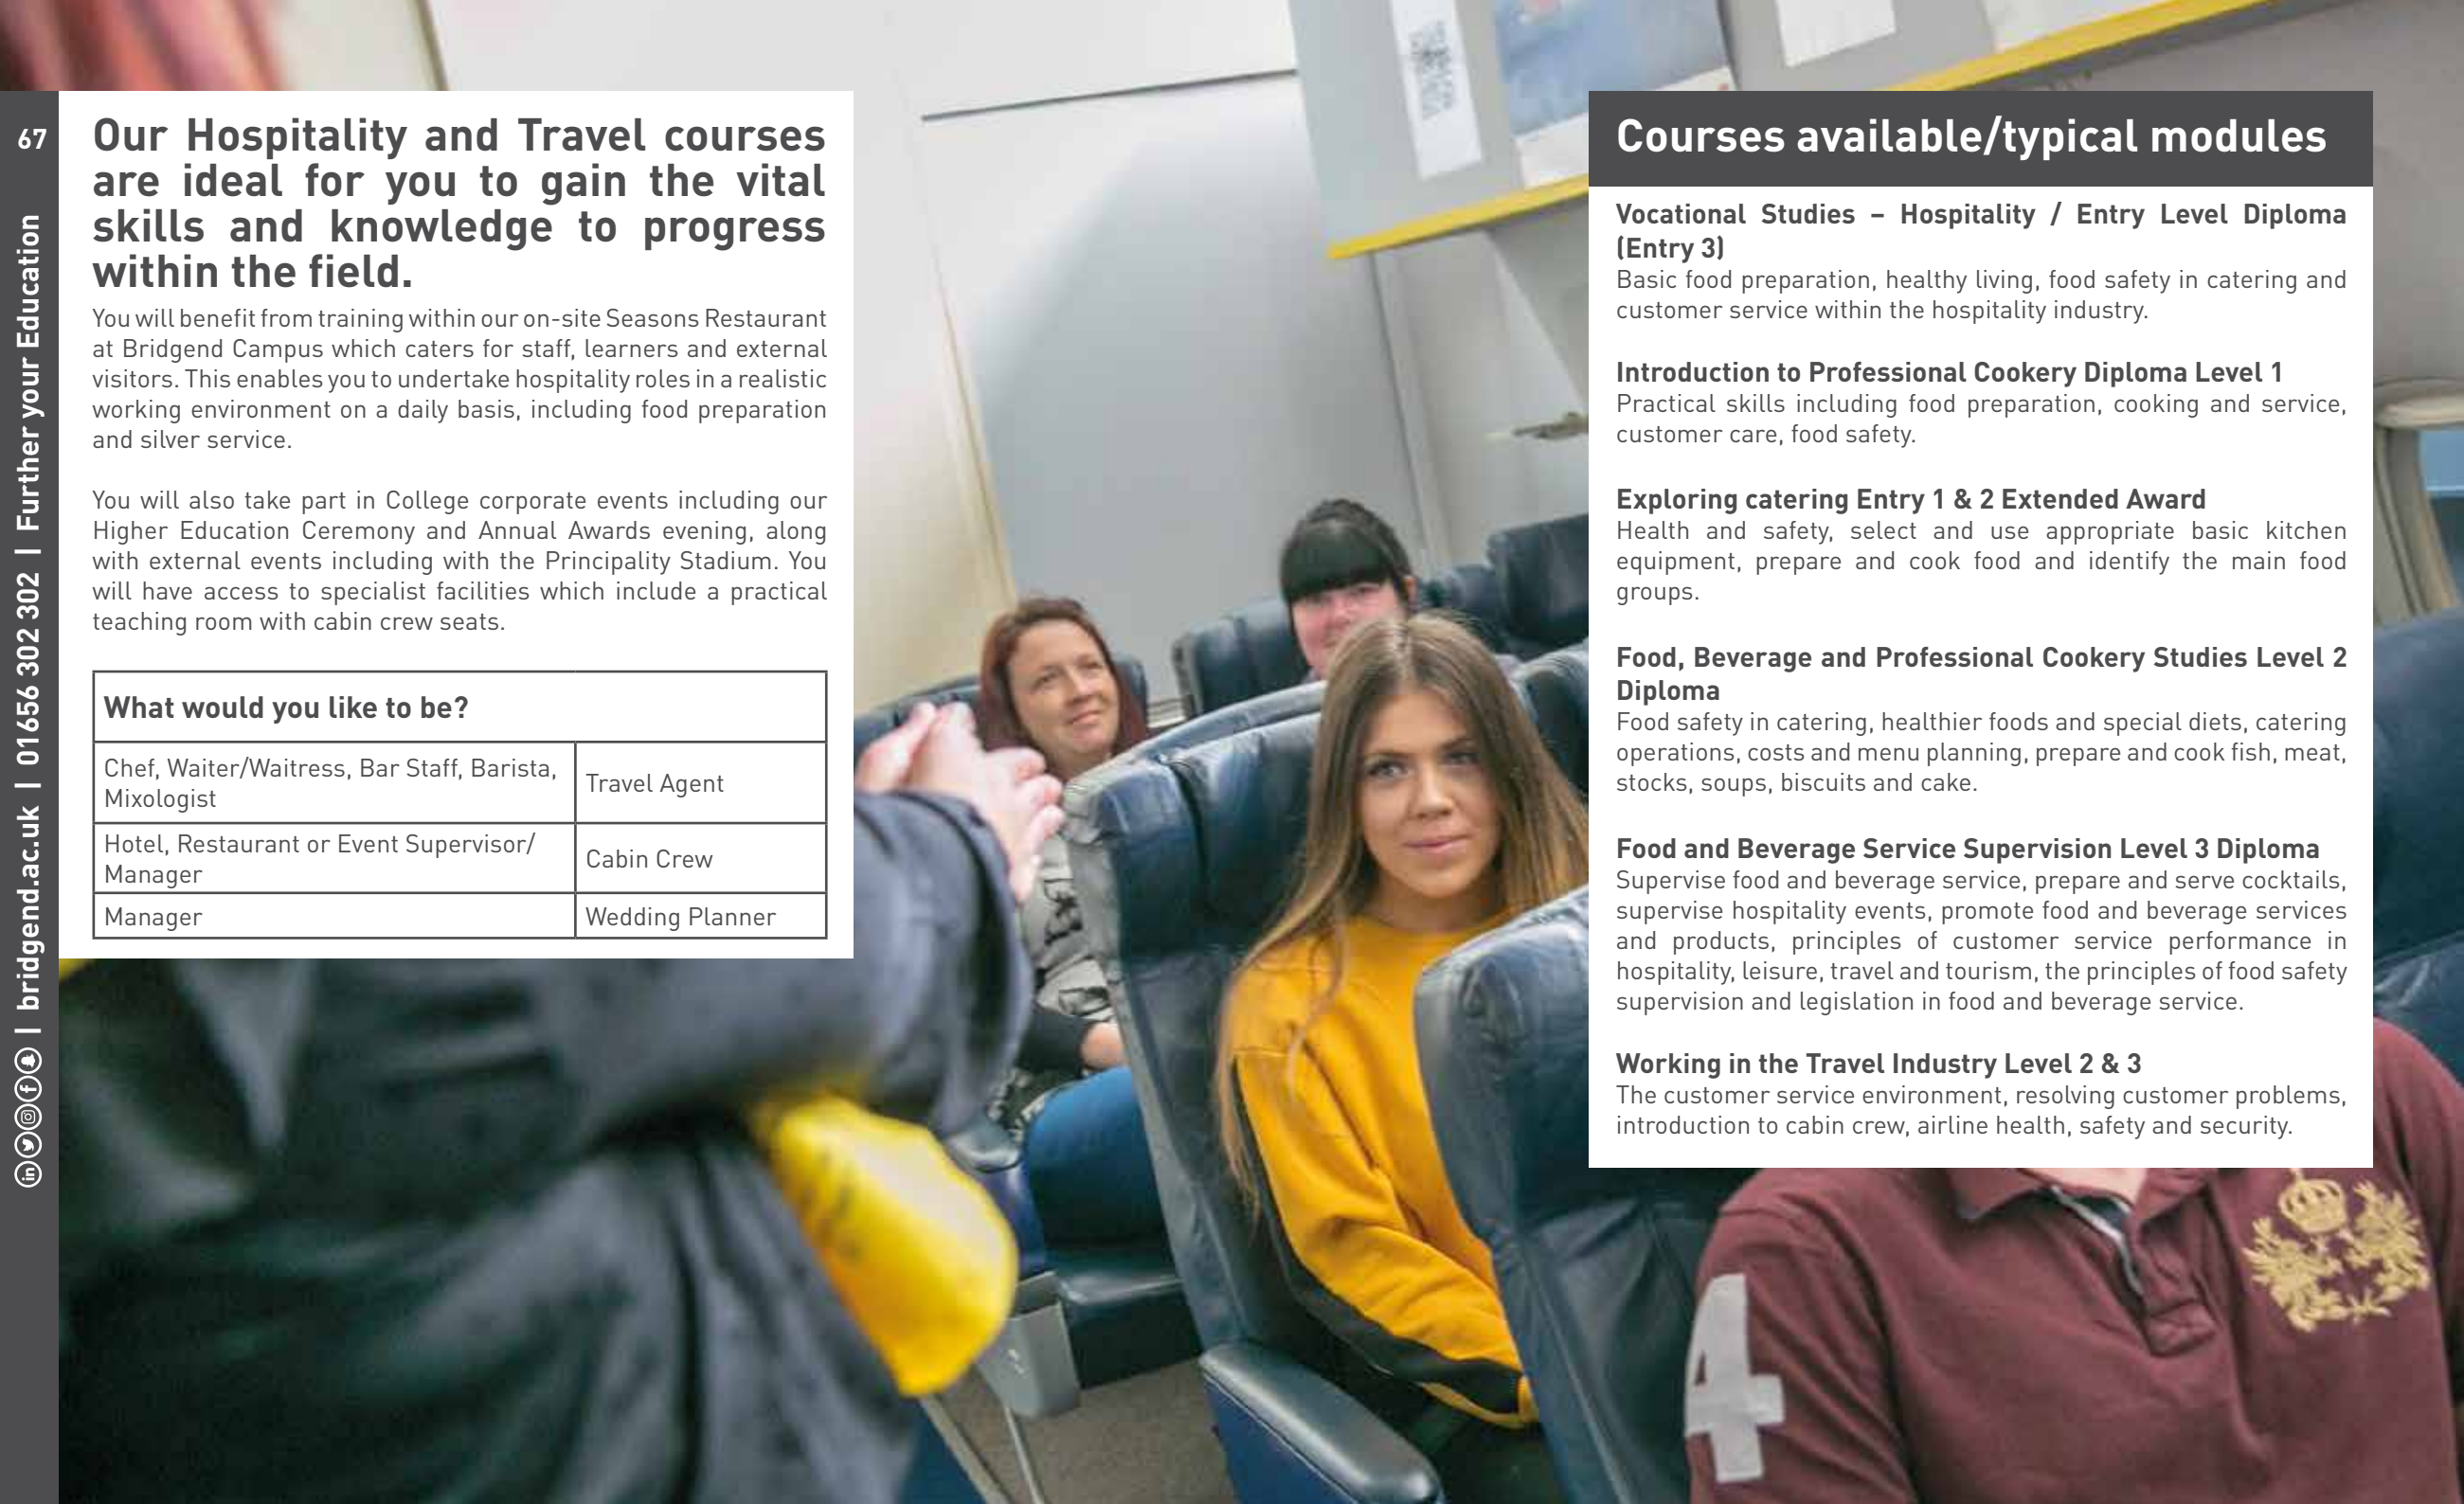 67
Our Hospitality and Travel courses
are ideal for you to gain the vital
skills and knowledge to progress
within the field.
You will benefit from training within our on-site Seasons Restaurant
at Bridgend Campus which caters for staff, learners and external
visitors. This enables you to undertake hospitality roles in a realistic
working environment on a daily basis, including food preparation
and silver service.
You will also take part in College corporate events including our
Higher Education Ceremony and Annual Awards evening, along
with external events including with the Principality Stadium. You
will have access to specialist facilities which include a practical
teaching room with cabin crew seats.
What would you like to be?
Chef, Waiter/Waitress, Bar Staff, Barista,
Mixologist
Travel Agent
Hotel, Restaurant or Event Supervisor/
Manager
Cabin Crew
Manager
Wedding Planner
| bridgend.ac.uk | 01656 302 302 | Further your Education
Courses available/typical modules
Vocational Studies – Hospitality / Entry Level Diploma
(Entry 3)
Basic food preparation, healthy living, food safety in catering and
customer service within the hospitality industry.
Introduction to Professional Cookery Diploma Level 1
Practical skills including food preparation, cooking and service,
customer care, food safety.
Exploring catering Entry 1 & 2 Extended Award
Health and safety, select and use appropriate basic kitchen
equipment, prepare and cook food and identify the main food
groups.
Food, Beverage and Professional Cookery Studies Level 2
Diploma
Food safety in catering, healthier foods and special diets, catering
operations, costs and menu planning, prepare and cook fish, meat,
stocks, soups, biscuits and cake.
Food and Beverage Service Supervision Level 3 Diploma
Supervise food and beverage service, prepare and serve cocktails,
supervise hospitality events, promote food and beverage services
and products, principles of customer service performance in
hospitality, leisure, travel and tourism, the principles of food safety
supervision and legislation in food and beverage service.
Working in the Travel Industry Level 2 & 3
The customer service environment, resolving customer problems,
introduction to cabin crew, airline health, safety and security.
4